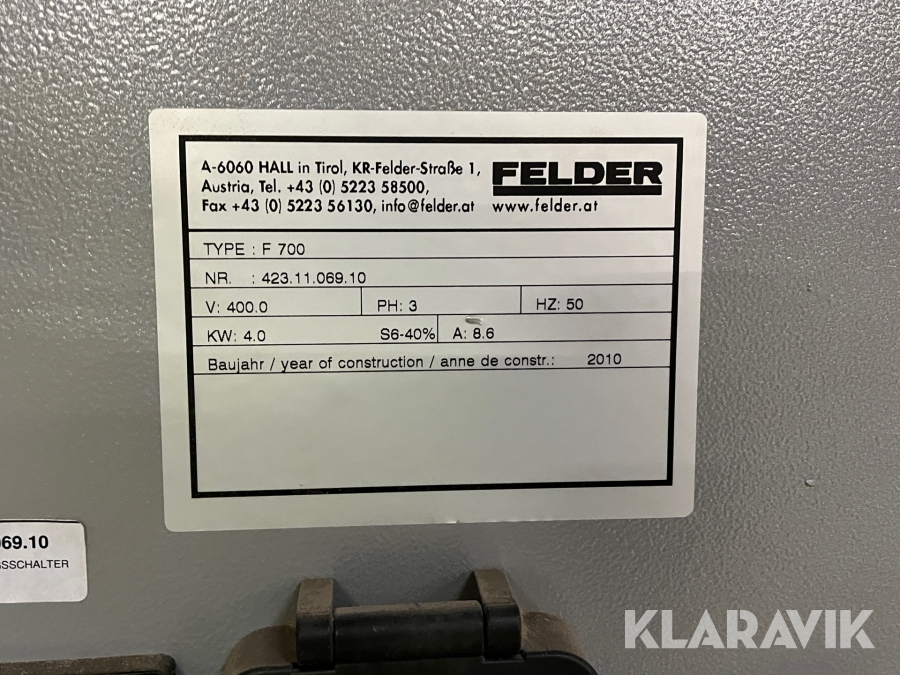 A-6060 HALL in Tirol, KR-Felder-Straße 1,
Austria, Tel. +43 (0) 5223 58500,
Fax +43 (0) 5223 56130, info@felder.at
FELDER
www.felder.at
TYPE : F 700
NR. : 423.11.069.10
V: 400.0 PH: 3 HZ: 50
KW: 4.0 S6-40% A: 8.6
Baujahr / year of construction / anne de constr.: 2010
069.10
GSSCHALTER
KLARAVIK